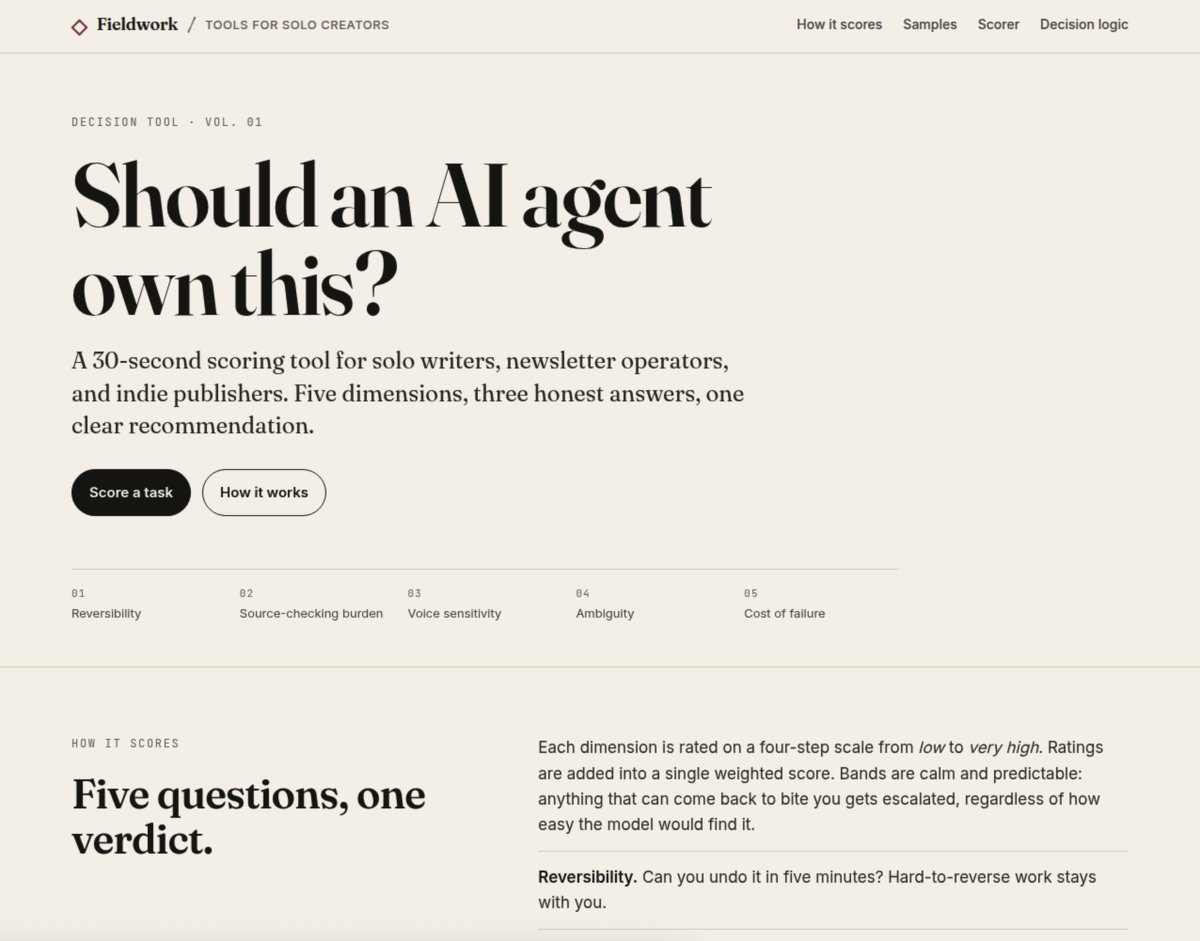 Fieldwork / TOOLS FOR SOLO CREATORS
How it scores Samples Scorer Decision logic
DECISION TOOL · VOL. 01
Should an AI agent
own this?
A 30-second scoring tool for solo writers, newsletter operators,
and indie publishers. Five dimensions, three honest answers, one
clear recommendation.
Score a task
How it works
01
Reversibility
02
Source-checking burden
03
Voice sensitivity
04
Ambiguity
05
Cost of failure
HOW IT SCORES
Five questions, one
verdict.
Each dimension is rated on a four-step scale from low to very high. Ratings
are added into a single weighted score. Bands are calm and predictable:
anything that can come back to bite you gets escalated, regardless of how
easy the model would find it.
Reversibility. Can you undo it in five minutes? Hard-to-reverse work stays
with you.